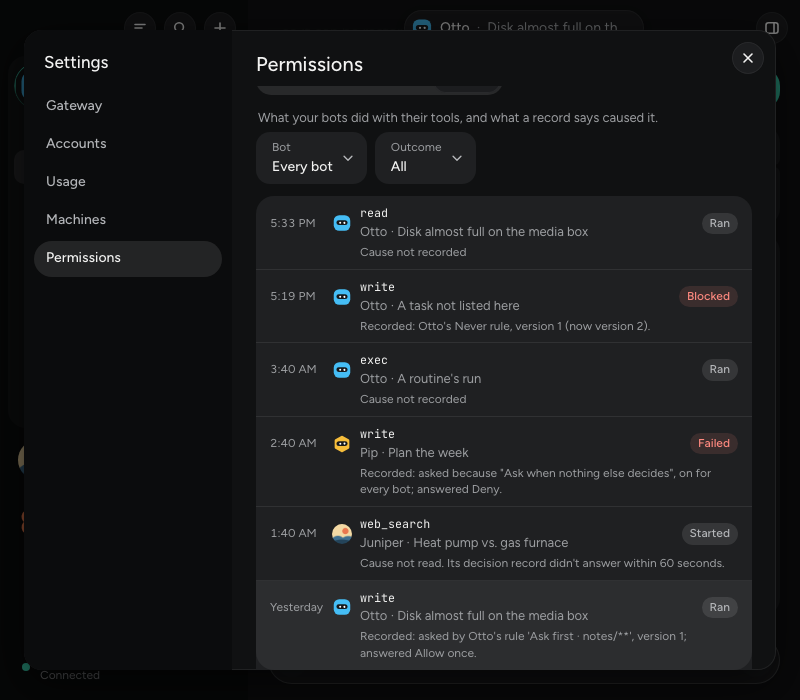 Otto · Disk almost full on th
Settings
Gateway
Accounts
Usage
Machines
Permissions
Connected
Permissions
What your bots did with their tools, and what a record says caused it.
Bot
Every bot
Outcome
All
5:33 PM
read
Otto · Disk almost full on the media box
Cause not recorded
Ran
5:19 PM
write
Otto · A task not listed here
Recorded: Otto's Never rule, version 1 (now version 2).
Blocked
3:40 AM
exec
Otto · A routine's run
Cause not recorded
Ran
2:40 AM
write
Pip · Plan the week
Recorded: asked because "Ask when nothing else decides", on for
every bot; answered Deny.
Failed
1:40 AM
web_search
Juniper · Heat pump vs. gas furnace
Cause not read. Its decision record didn't answer within 60 seconds.
Started
Yesterday
write
Otto · Disk almost full on the media box
Recorded: asked by Otto's rule 'Ask first · notes/**', version 1;
answered Allow once.
Ran